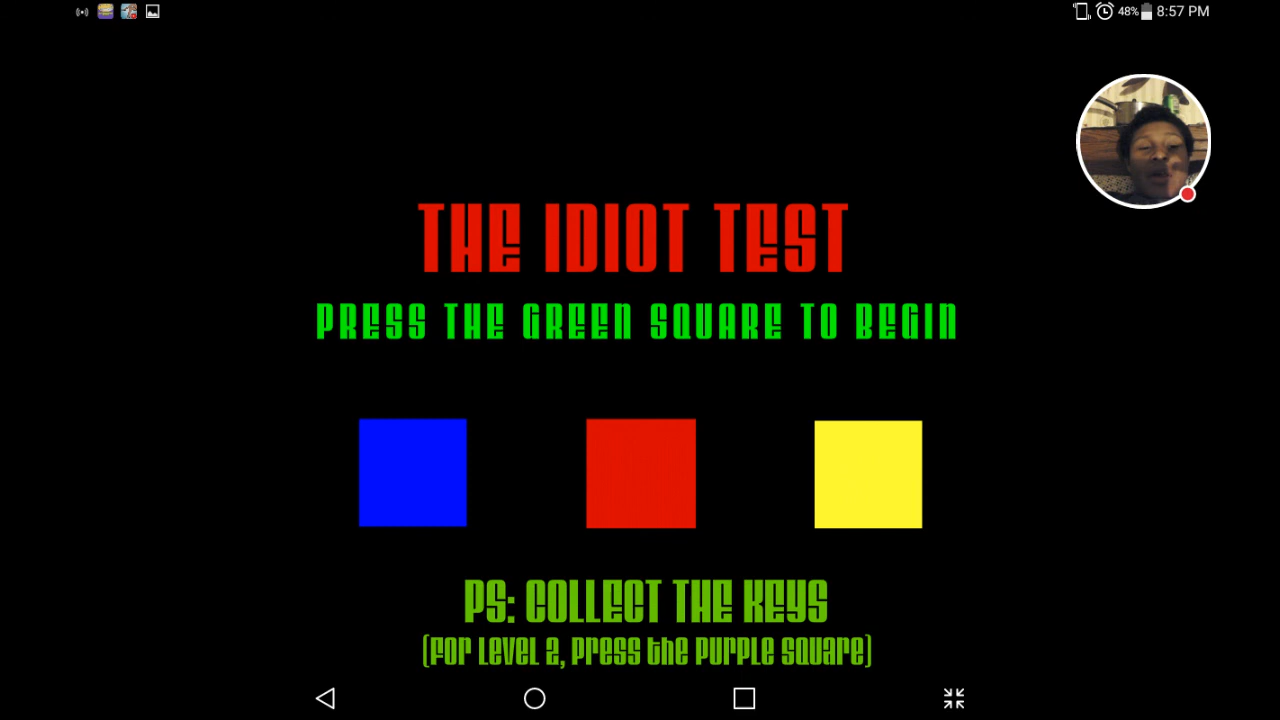 48% 8:57 PM
THE IDIOT TEST
PRESS THE GREEN SQUARE TO BEGIN
PS: COLLECT THE KEYS
(For Level 2, Press the Purple Square)